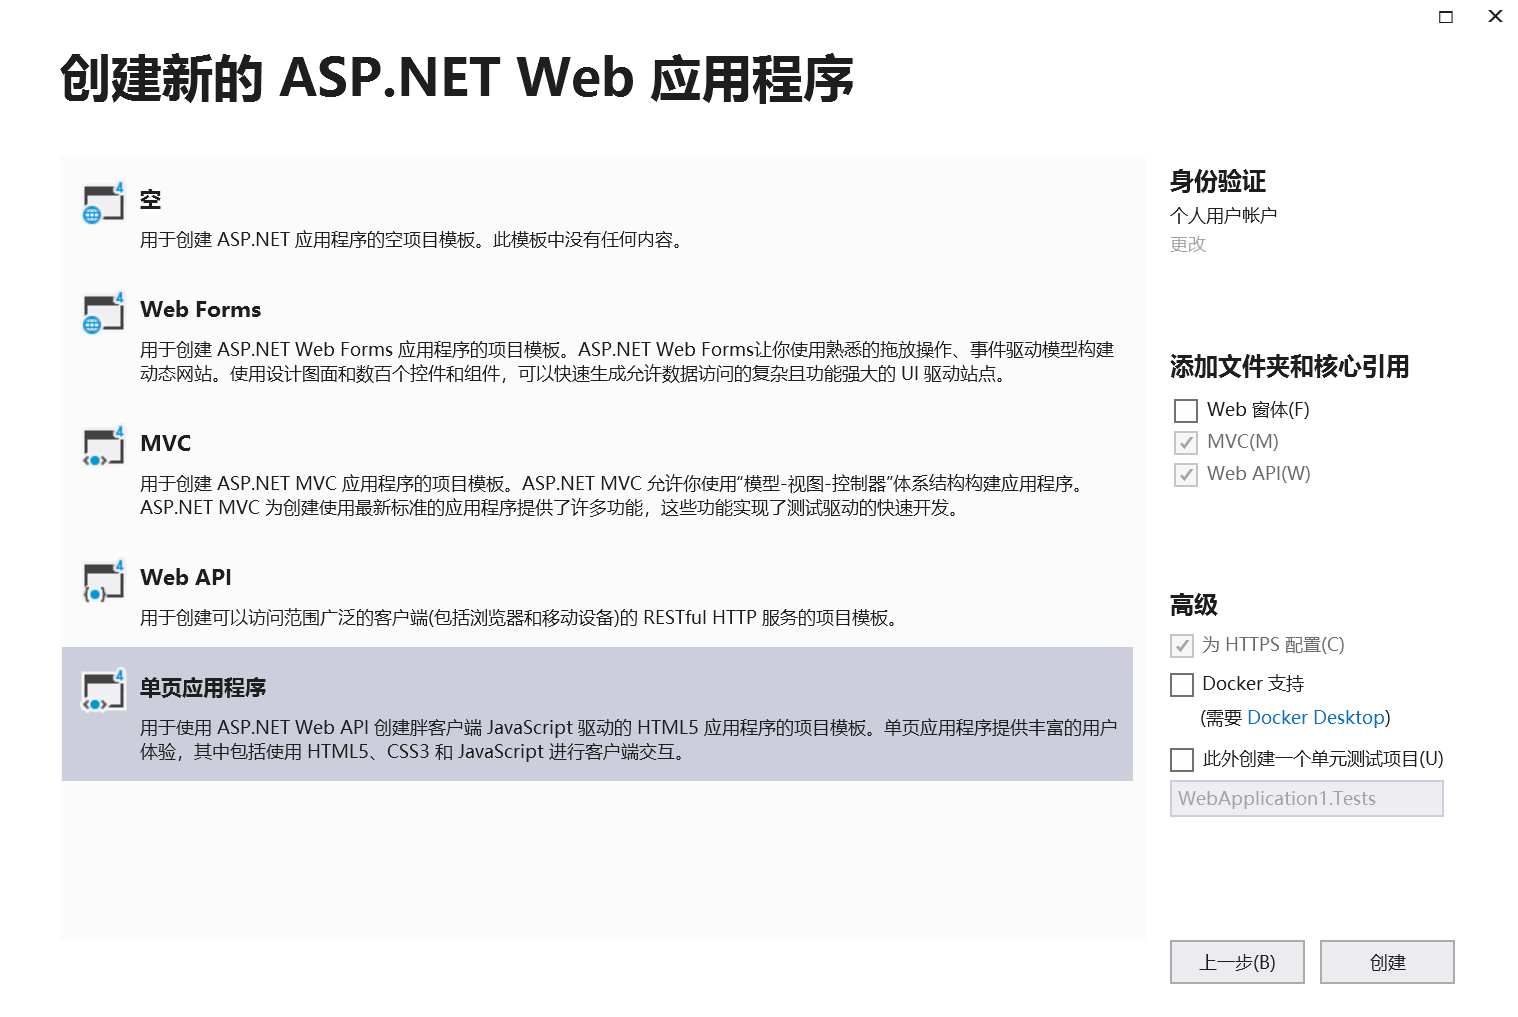 创建新的 ASP.NET Web 应用程序
空
用于创建 ASP.NET 应用程序的空项目模板。此模板中没有任何内容。
Web Forms
用于创建 ASP.NET Web Forms 应用程序的项目模板。ASP.NET Web Forms让你使用熟悉的拖放操作、事件驱动模型构建
动态网站。使用设计图面和数百个控件和组件，可以快速生成允许数据访问的复杂且功能强大的 UI 驱动站点。
MVC
用于创建 ASP.NET MVC 应用程序的项目模板。ASP.NET MVC 允许你使用“模型-视图-控制器”体系结构构建应用程序。
ASP.NET MVC 为创建使用最新标准的应用程序提供了许多功能，这些功能实现了测试驱动的快速开发。
Web API
用于创建可以访问范围广泛的客户端(包括浏览器和移动设备)的 RESTful HTTP 服务的项目模板。
单页应用程序
用于使用 ASP.NET Web API 创建胖客户端 JavaScript 驱动的 HTML5 应用程序的项目模板。单页应用程序提供丰富的用户
体验，其中包括使用 HTML5、CSS3 和 JavaScript 进行客户端交互。
身份验证
个人用户帐户
更改
添加文件夹和核心引用
Web 窗体(F)
MVC(M)
Web API(W)
高级
为 HTTPS 配置(C)
Docker 支持
(需要 Docker Desktop)
此外创建一个单元测试项目(U)
WebApplication1.Tests
上一步(B)
创建